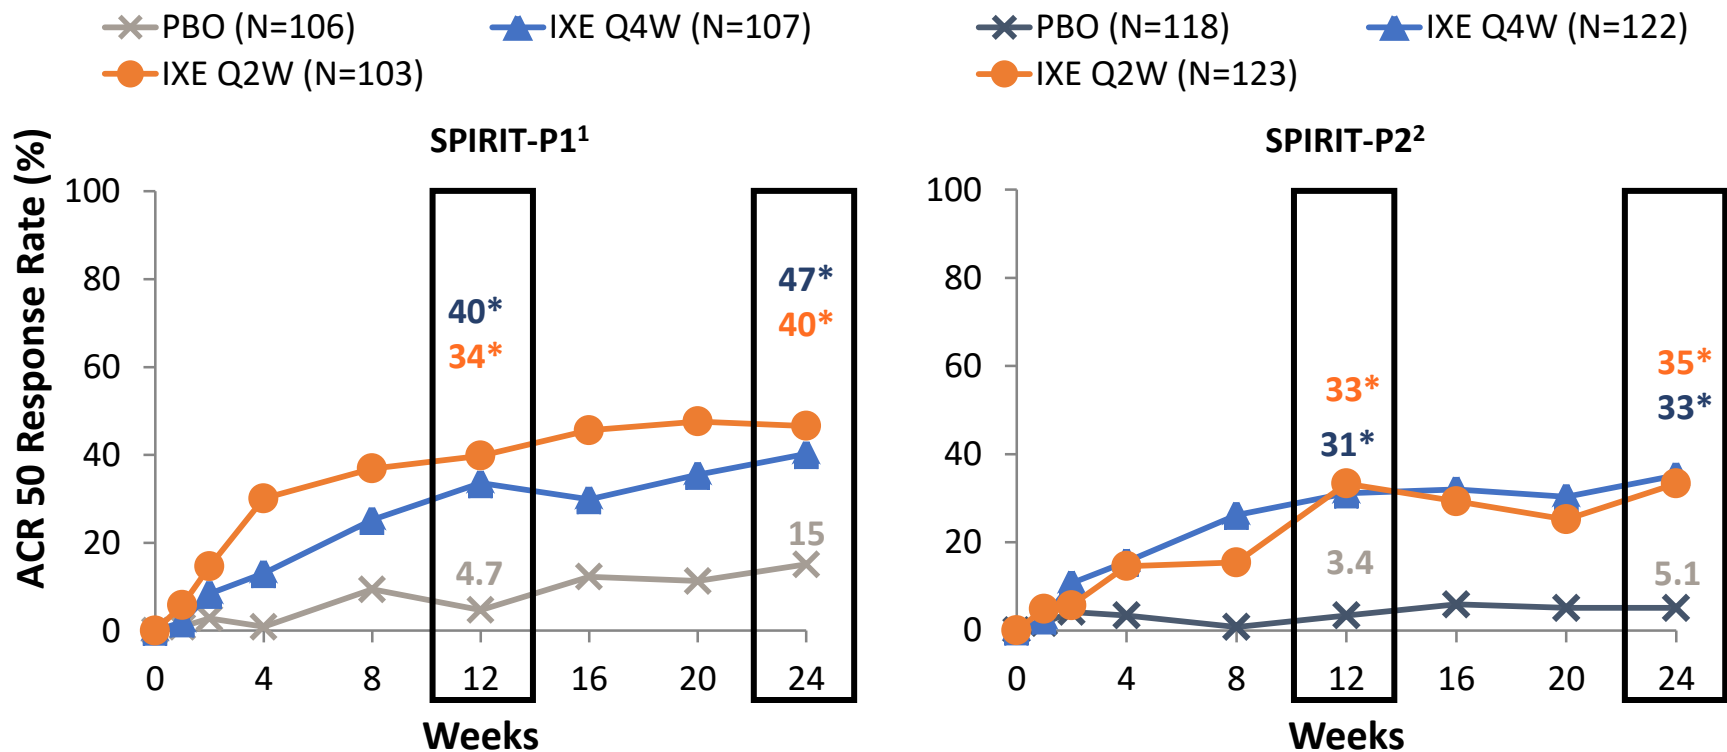 PBO (N=106)
IXE Q4W (N=107)
IXE Q2W (N=103)
PBO (N=118)
IXE Q4W (N=122)
IXE Q2W (N=123)
SPIRIT-P1¹
ACR 50 Response Rate (%)
100
80
60
40
20
0
40*
34*
4.7
47*
40*
15
0 4 8 12 16 20 24
Weeks
SPIRIT-P2²
100
80
60
40
20
0
33*
31*
3.4
35*
33*
5.1
0 4 8 12 16 20 24
Weeks